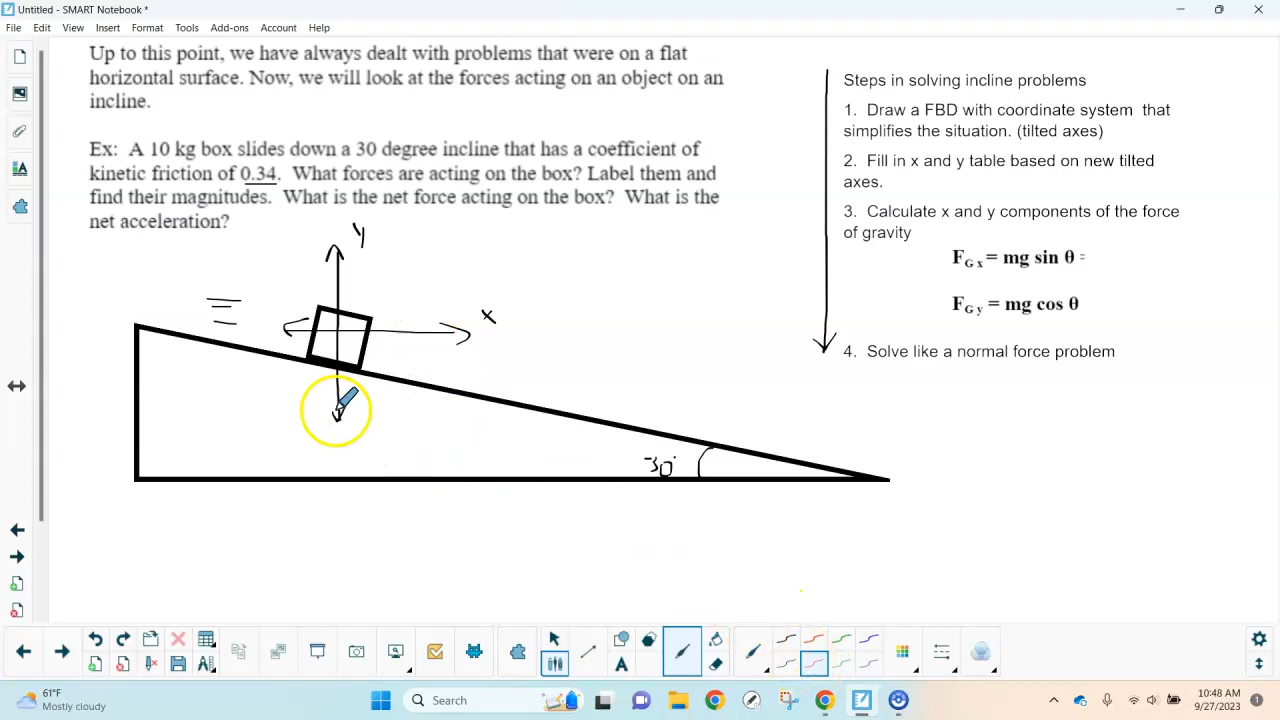 Untitled - SMART Notebook *
File Edit View Insert Format Tools Add-ons Account Help
Up to this point, we have always dealt with problems that were on a flat
horizontal surface. Now, we will look at the forces acting on an object on an
incline.
Ex: A 10 kg box slides down a 30 degree incline that has a coefficient of
kinetic friction of 0.34. What forces are acting on the box? Label them and
find their magnitudes. What is the net force acting on the box? What is the
net acceleration?
y
x
30°
Steps in solving incline problems
1. Draw a FBD with coordinate system that
simplifies the situation. (tilted axes)
2. Fill in x and y table based on new tilted
axes.
3. Calculate x and y components of the force
of gravity
F G x = mg sin θ =
F G y = mg cos θ
4. Solve like a normal force problem
61°F
Mostly cloudy
Search
10:48 AM
9/27/2023